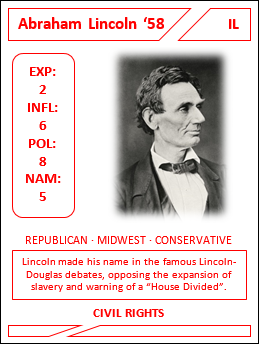 Abraham Lincoln ‘58
IL
EXP:
2
INFL:
6
POL:
8
NAM:
5
REPUBLICAN · MIDWEST · CONSERVATIVE
Lincoln made his name in the famous Lincoln-
Douglas debates, opposing the expansion of
slavery and warning of a “House Divided”.
CIVIL RIGHTS